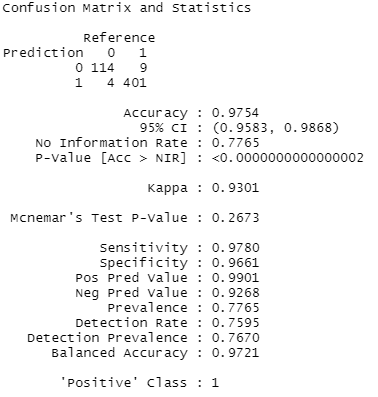 Confusion Matrix and Statistics
Reference
Prediction 0 1
0 114 9
1 4 401
Accuracy : 0.9754
95% CI : (0.9583, 0.9868)
No Information Rate : 0.7765
P-Value [Acc > NIR] : <0.0000000000000002
Kappa : 0.9301
Mcnemar's Test P-Value : 0.2673
Sensitivity : 0.9780
Specificity : 0.9661
Pos Pred Value : 0.9901
Neg Pred Value : 0.9268
Prevalence : 0.7765
Detection Rate : 0.7595
Detection Prevalence : 0.7670
Balanced Accuracy : 0.9721
'Positive' Class : 1